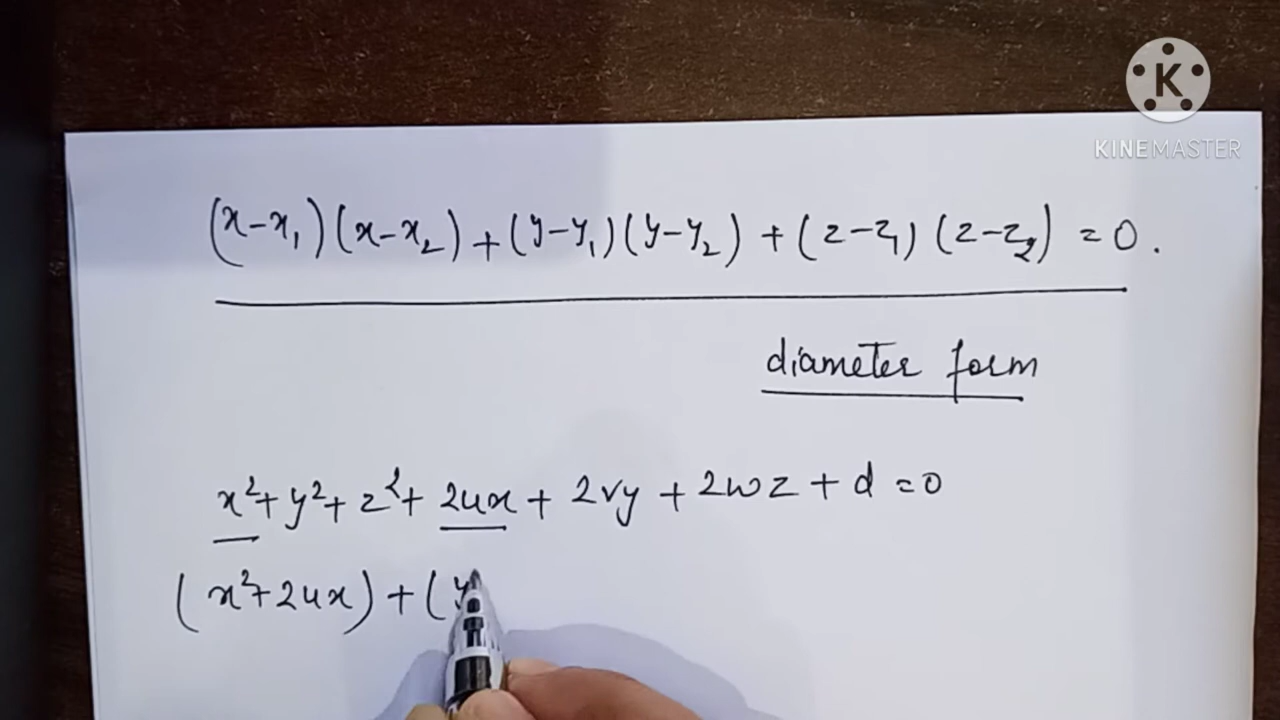 K
KINEMASTER
(x-x₁)(x-x₂)+(y-y₁)(y-y₂)+(z-z₁)(z-z₂)=0.
diameter form
x²+y²+z²+2ux+2vy+2wz+d=0
(x²+2ux)+(y